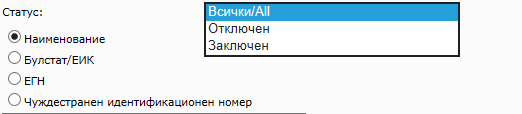 Статус:
Всички/All
Отключен
Заключен
Наименование
Булстат/ЕИК
ЕГН
Чуждестранен идентификационен номер